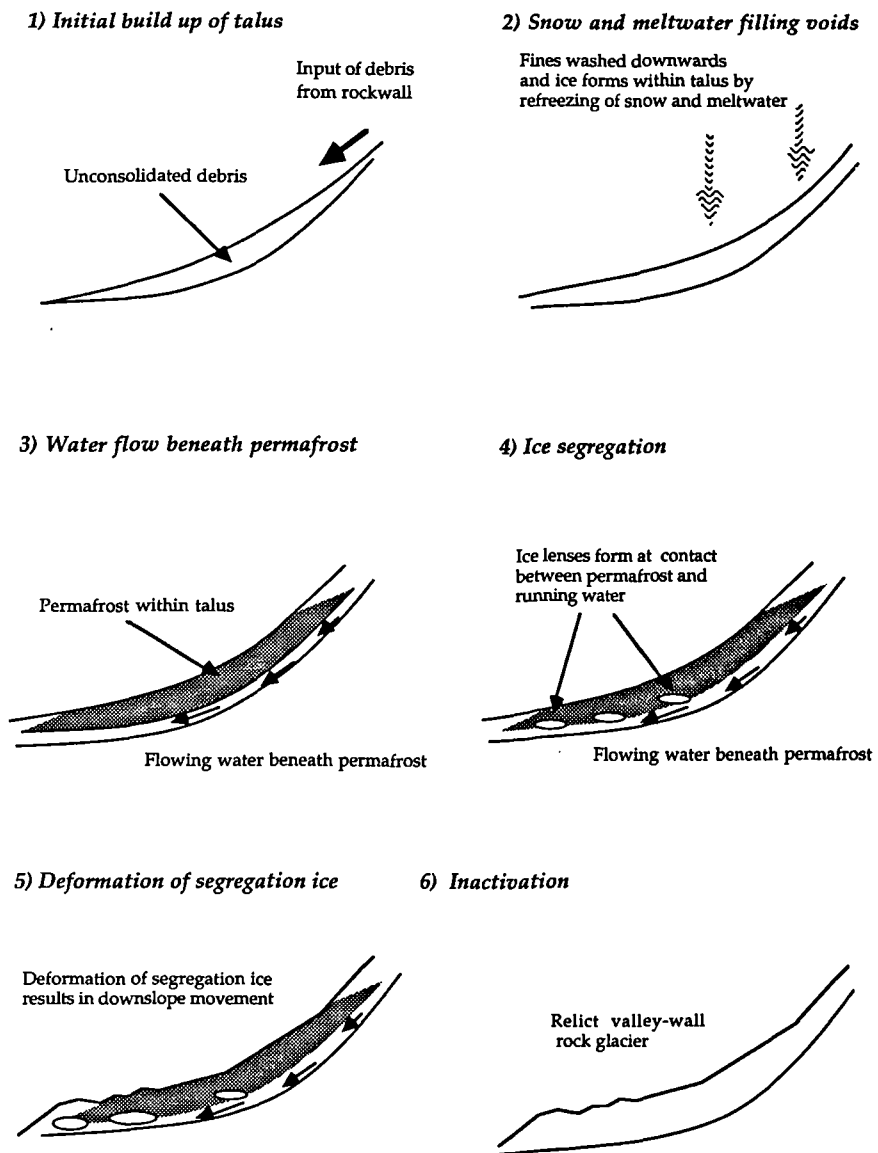 1) Initial build up of talus
Input of debris
from rockwall
Unconsolidated debris
2) Snow and meltwater filling voids
Fines washed downwards
and ice forms within talus by
refreezing of snow and meltwater
3) Water flow beneath permafrost
Permafrost within talus
Flowing water beneath permafrost
4) Ice segregation
Ice lenses form at contact
between permafrost and
running water
Flowing water beneath permafrost
5) Deformation of segregation ice
Deformation of segregation ice
results in downslope movement
6) Inactivation
Relict valley-wall
rock glacier